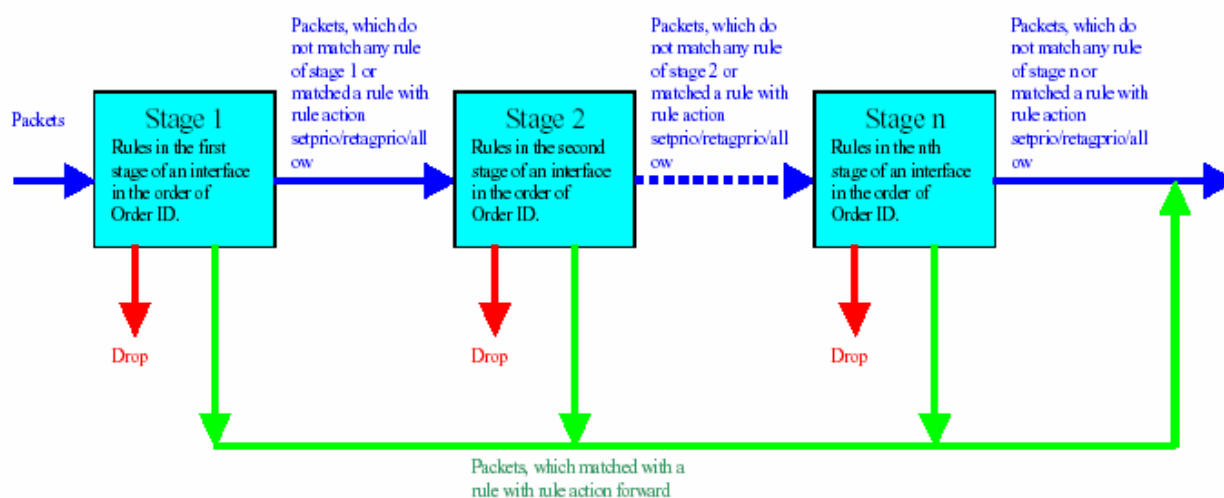 Packets, which do
not match any rule
of stage 1 or
matched a rule with
rule action
setprio/retagprio/all
ow
Packets, which do
not match any rule
of stage 2 or
matched a rule with
rule action
setprio/retagprio/all
ow
Packets, which do
not match any rule
of stage n or
matched a rule with
rule action
setprio/retagprio/all
ow
Packets
Stage 1
Rules in the first
stage of an interface
in the order of
Order ID.
Stage 2
Rules in the second
stage of an interface
in the order of
Order ID.
Stage n
Rules in the nth
stage of an interface
in the order of
Order ID.
Drop
Drop
Drop
Packets, which matched with a
rule with rule action forward